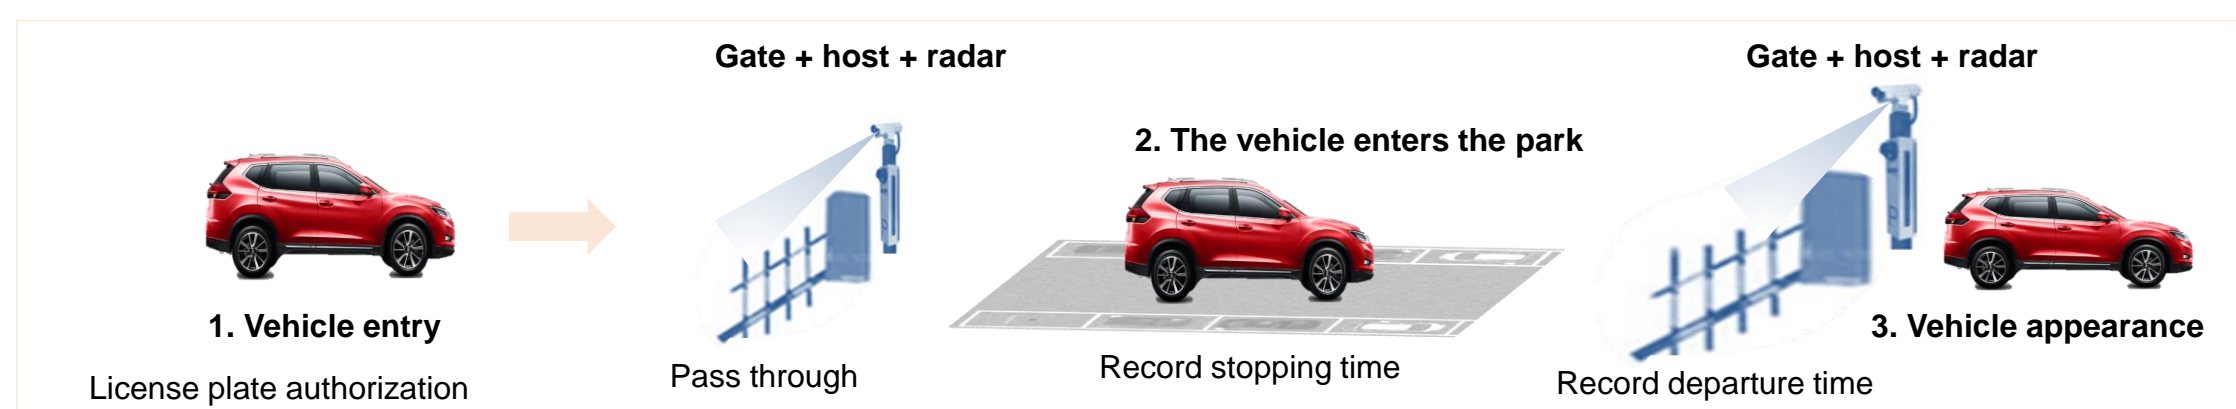 Gate + host + radar
Gate + host + radar
2. The vehicle enters the park
1. Vehicle entry
3. Vehicle appearance
License plate authorization
Pass through
Record stopping time
Record departure time